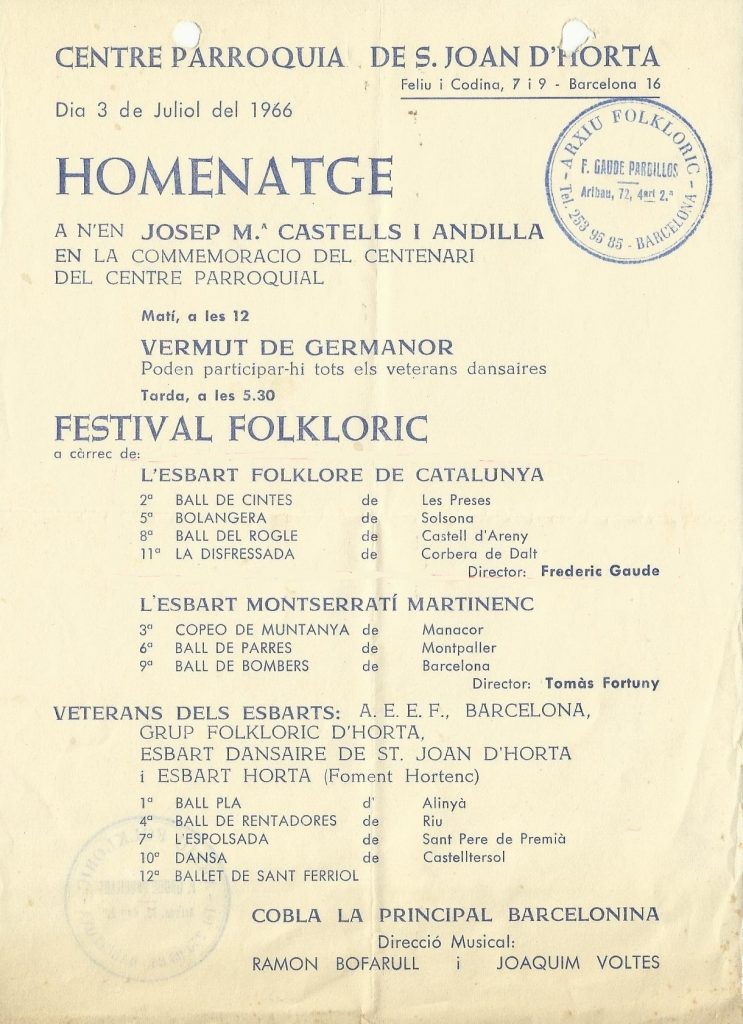 CENTRE PARROQUIA DE S. JOAN D'HORTA
Feliu i Codina, 7 i 9 - Barcelona 16
Dia 3 de Juliol del 1966
ARXIU FOLKLORIC
F. GAUDE PARDILLOS
Aribau, 72, 4art 2.ª
Tel. 253 95 85 - BARCELONA -
HOMENATGE
A N'EN JOSEP M.ª CASTELLS I ANDILLA
EN LA COMMEMORACIO DEL CENTENARI
DEL CENTRE PARROQUIAL
Matí, a les 12
VERMUT DE GERMANOR
Poden participar-hi tots els veterans dansaires
Tarda, a les 5.30
FESTIVAL FOLKLORIC
a càrrec de:
L'ESBART FOLKLORE DE CATALUNYA
2ª BALL DE CINTES de Les Preses
5ª BOLANGERA de Solsona
8ª BALL DEL ROGLE de Castell d'Areny
11ª LA DISFRESSADA de Corbera de Dalt
Director: Frederic Gaude
L'ESBART MONTSERRATÍ MARTINENC
3ª COPEO DE MUNTANYA de Manacor
6ª BALL DE PARRES de Montpaller
9ª BALL DE BOMBERS de Barcelona
Director: Tomàs Fortuny
VETERANS DELS ESBARTS: A. E. E. F., BARCELONA,
GRUP FOLKLORIC D'HORTA,
ESBART DANSAIRE DE ST. JOAN D'HORTA
i ESBART HORTA (Foment Hortenc)
1ª BALL PLA d' Alinyà
4ª BALL DE RENTADORES de Riu
7ª L'ESPOLSADA de Sant Pere de Premià
10ª DANSA de Castelltersol
12ª BALLET DE SANT FERRIOL
COBLA LA PRINCIPAL BARCELONINA
Direcció Musical:
RAMON BOFARULL i JOAQUIM VOLTES